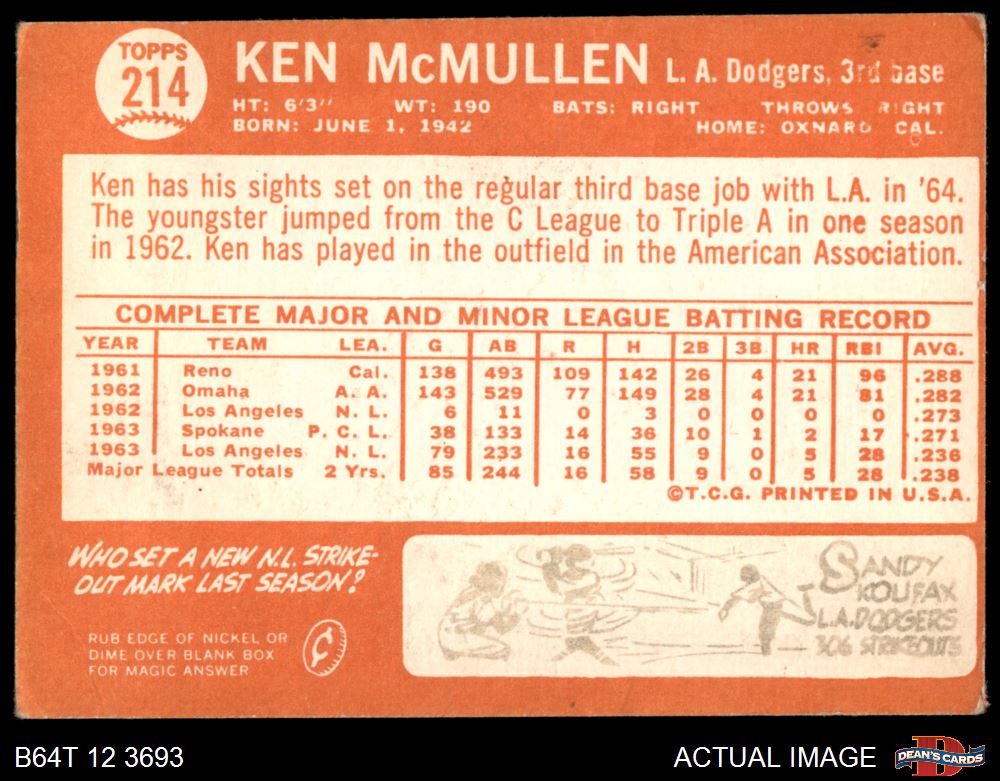 TOPPS
214
KEN McMULLEN L. A. Dodgers, 3rd base
HT: 6'3" WT: 190 BATS: RIGHT THROWS RIGHT
BORN: JUNE 1, 1942 HOME: OXNARD CAL.
Ken has his sights set on the regular third base job with L.A. in '64.
The youngster jumped from the C League to Triple A in one season
in 1962. Ken has played in the outfield in the American Association.
COMPLETE MAJOR AND MINOR LEAGUE BATTING RECORD
YEAR TEAM LEA. G AB R H 2B 3B HR RBI AVG.
1961 Reno Cal. 138 493 109 142 26 4 21 96 .288
1962 Omaha A. A. 143 529 77 149 28 4 21 81 .282
1962 Los Angeles N. L. 6 11 0 3 0 0 0 0 .273
1963 Spokane P. C. L. 38 133 14 36 10 1 2 17 .271
1963 Los Angeles N. L. 79 233 16 55 9 0 5 28 .236
Major League Totals 2 Yrs. 85 244 16 58 9 0 5 28 .238
©T.C.G. PRINTED IN U.S.A.
WHO SET A NEW N.L. STRIKE-
OUT MARK LAST SEASON?
RUB EDGE OF NICKEL OR
DIME OVER BLANK BOX
FOR MAGIC ANSWER
SANDY
KOUFAX
L.A. DODGERS
306 STRIKEOUTS
B64T 12 3693 ACTUAL IMAGE DEAN'S CARDS